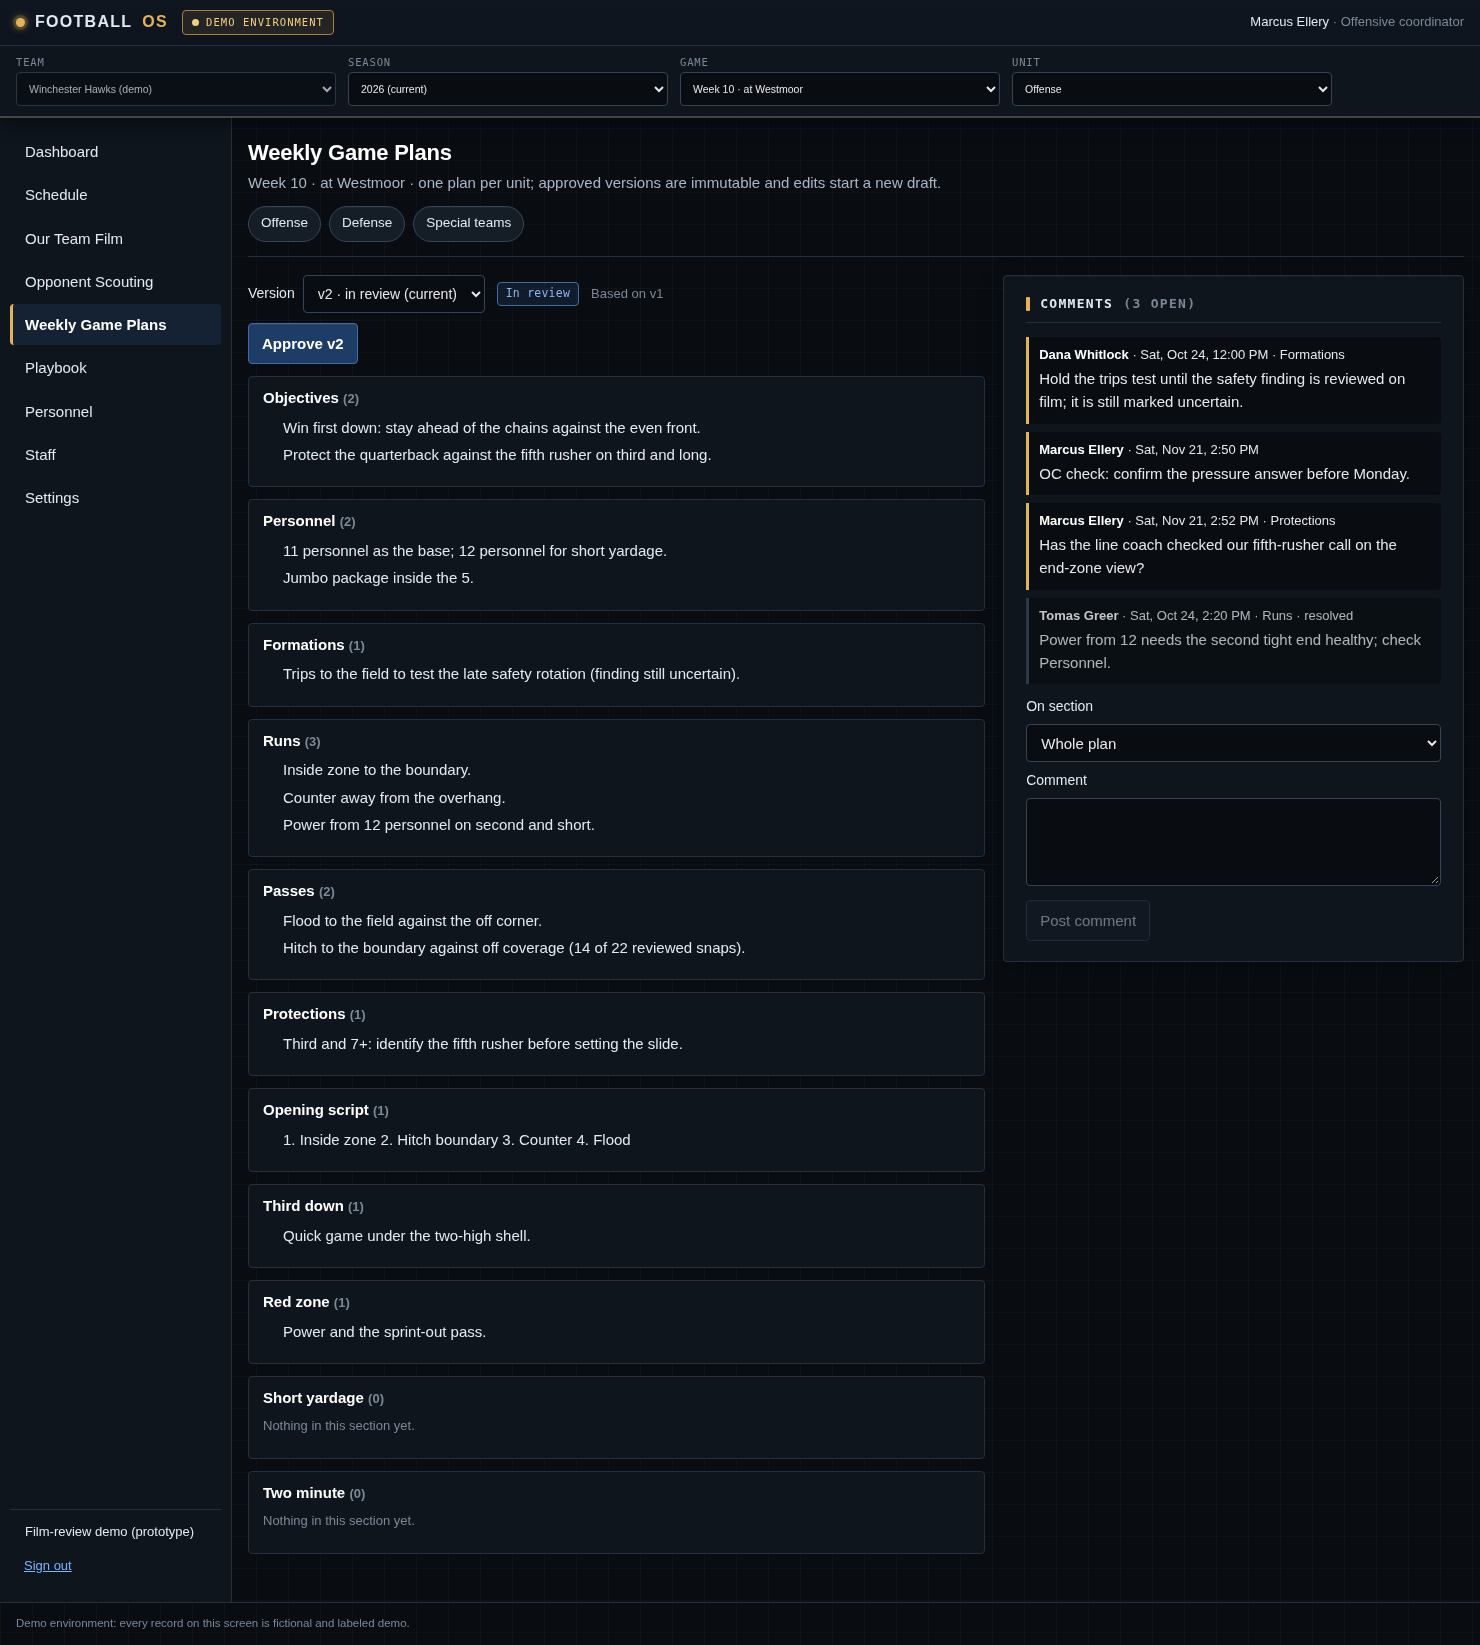 FOOTBALL OS
DEMO ENVIRONMENT
Marcus Ellery · Offensive coordinator
TEAM
Winchester Hawks (demo)
SEASON
2026 (current)
GAME
Week 10 · at Westmoor
UNIT
Offense
Dashboard
Schedule
Our Team Film
Opponent Scouting
Weekly Game Plans
Playbook
Personnel
Staff
Settings
Film-review demo (prototype)
Sign out
Weekly Game Plans
Week 10 · at Westmoor · one plan per unit; approved versions are immutable and edits start a new draft.
Offense
Defense
Special teams
Version
v2 · in review (current)
In review
Based on v1
Approve v2
Objectives (2)
Win first down: stay ahead of the chains against the even front.
Protect the quarterback against the fifth rusher on third and long.
Personnel (2)
11 personnel as the base; 12 personnel for short yardage.
Jumbo package inside the 5.
Formations (1)
Trips to the field to test the late safety rotation (finding still uncertain).
Runs (3)
Inside zone to the boundary.
Counter away from the overhang.
Power from 12 personnel on second and short.
Passes (2)
Flood to the field against the off corner.
Hitch to the boundary against off coverage (14 of 22 reviewed snaps).
Protections (1)
Third and 7+: identify the fifth rusher before setting the slide.
Opening script (1)
1. Inside zone 2. Hitch boundary 3. Counter 4. Flood
Third down (1)
Quick game under the two-high shell.
Red zone (1)
Power and the sprint-out pass.
Short yardage (0)
Nothing in this section yet.
Two minute (0)
Nothing in this section yet.
COMMENTS (3 OPEN)
Dana Whitlock · Sat, Oct 24, 12:00 PM · Formations
Hold the trips test until the safety finding is reviewed on
film; it is still marked uncertain.
Marcus Ellery · Sat, Nov 21, 2:50 PM
OC check: confirm the pressure answer before Monday.
Marcus Ellery · Sat, Nov 21, 2:52 PM · Protections
Has the line coach checked our fifth-rusher call on the
end-zone view?
Tomas Greer · Sat, Oct 24, 2:20 PM · Runs · resolved
Power from 12 needs the second tight end healthy; check
Personnel.
On section
Whole plan
Comment
Post comment
Demo environment: every record on this screen is fictional and labeled demo.